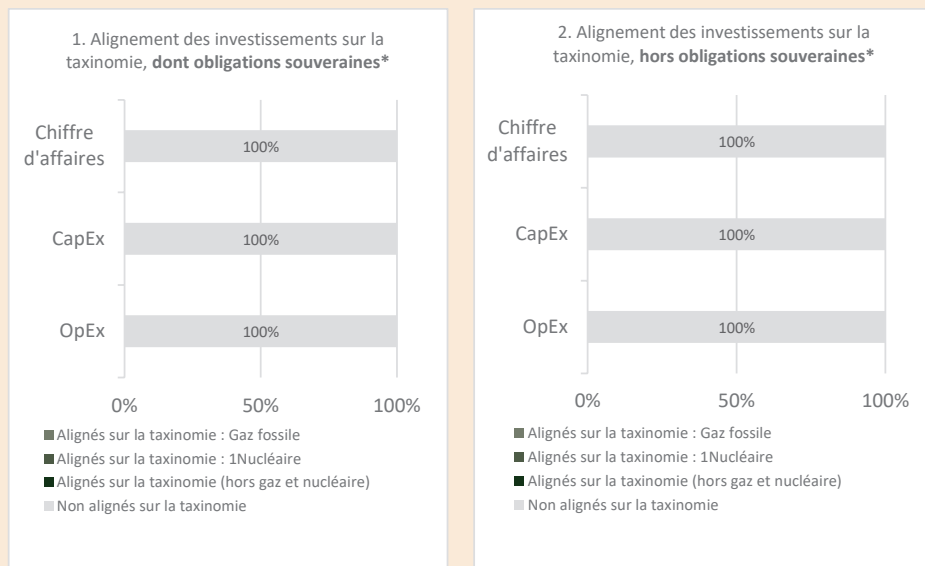 1. Alignement des investissements sur la
taxinomie, dont obligations souveraines*
Chiffre
d'affaires
100%
CapEx
100%
OpEx
100%
0%
50%
100%
Alignés sur la taxinomie : Gaz fossile
Alignés sur la taxinomie : 1Nucléaire
Alignés sur la taxinomie (hors gaz et nucléaire)
Non alignés sur la taxinomie
2. Alignement des investissements sur la
taxinomie, hors obligations souveraines*
Chiffre
d'affaires
100%
CapEx
100%
OpEx
100%
0%
50%
100%
Alignés sur la taxinomie : Gaz fossile
Alignés sur la taxinomie : 1Nucléaire
Alignés sur la taxinomie (hors gaz et nucléaire)
Non alignés sur la taxinomie